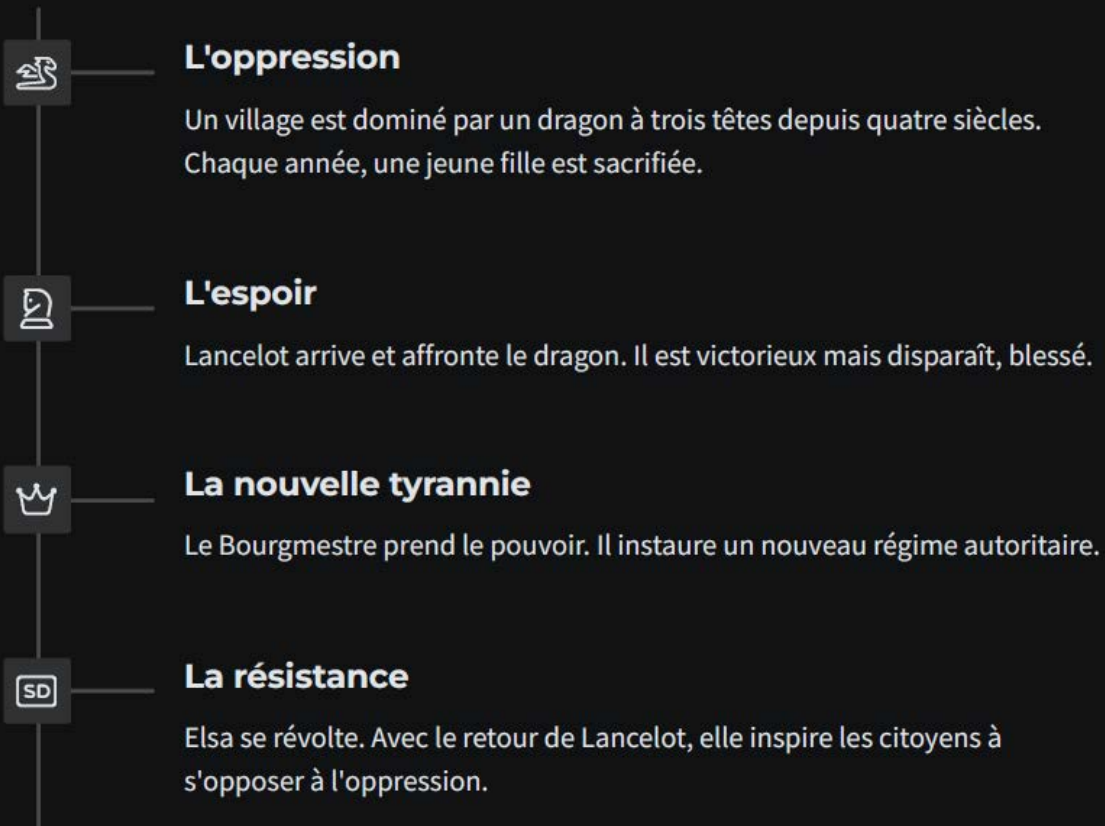 L'oppression
Un village est dominé par un dragon à trois têtes depuis quatre siècles.
Chaque année, une jeune fille est sacrifiée.
L'espoir
Lancelot arrive et affronte le dragon. Il est victorieux mais disparaît, blessé.
La nouvelle tyrannie
Le Bourgmestre prend le pouvoir. Il instaure un nouveau régime autoritaire.
SD
La résistance
Elsa se révolte. Avec le retour de Lancelot, elle inspire les citoyens à
s'opposer à l'oppression.